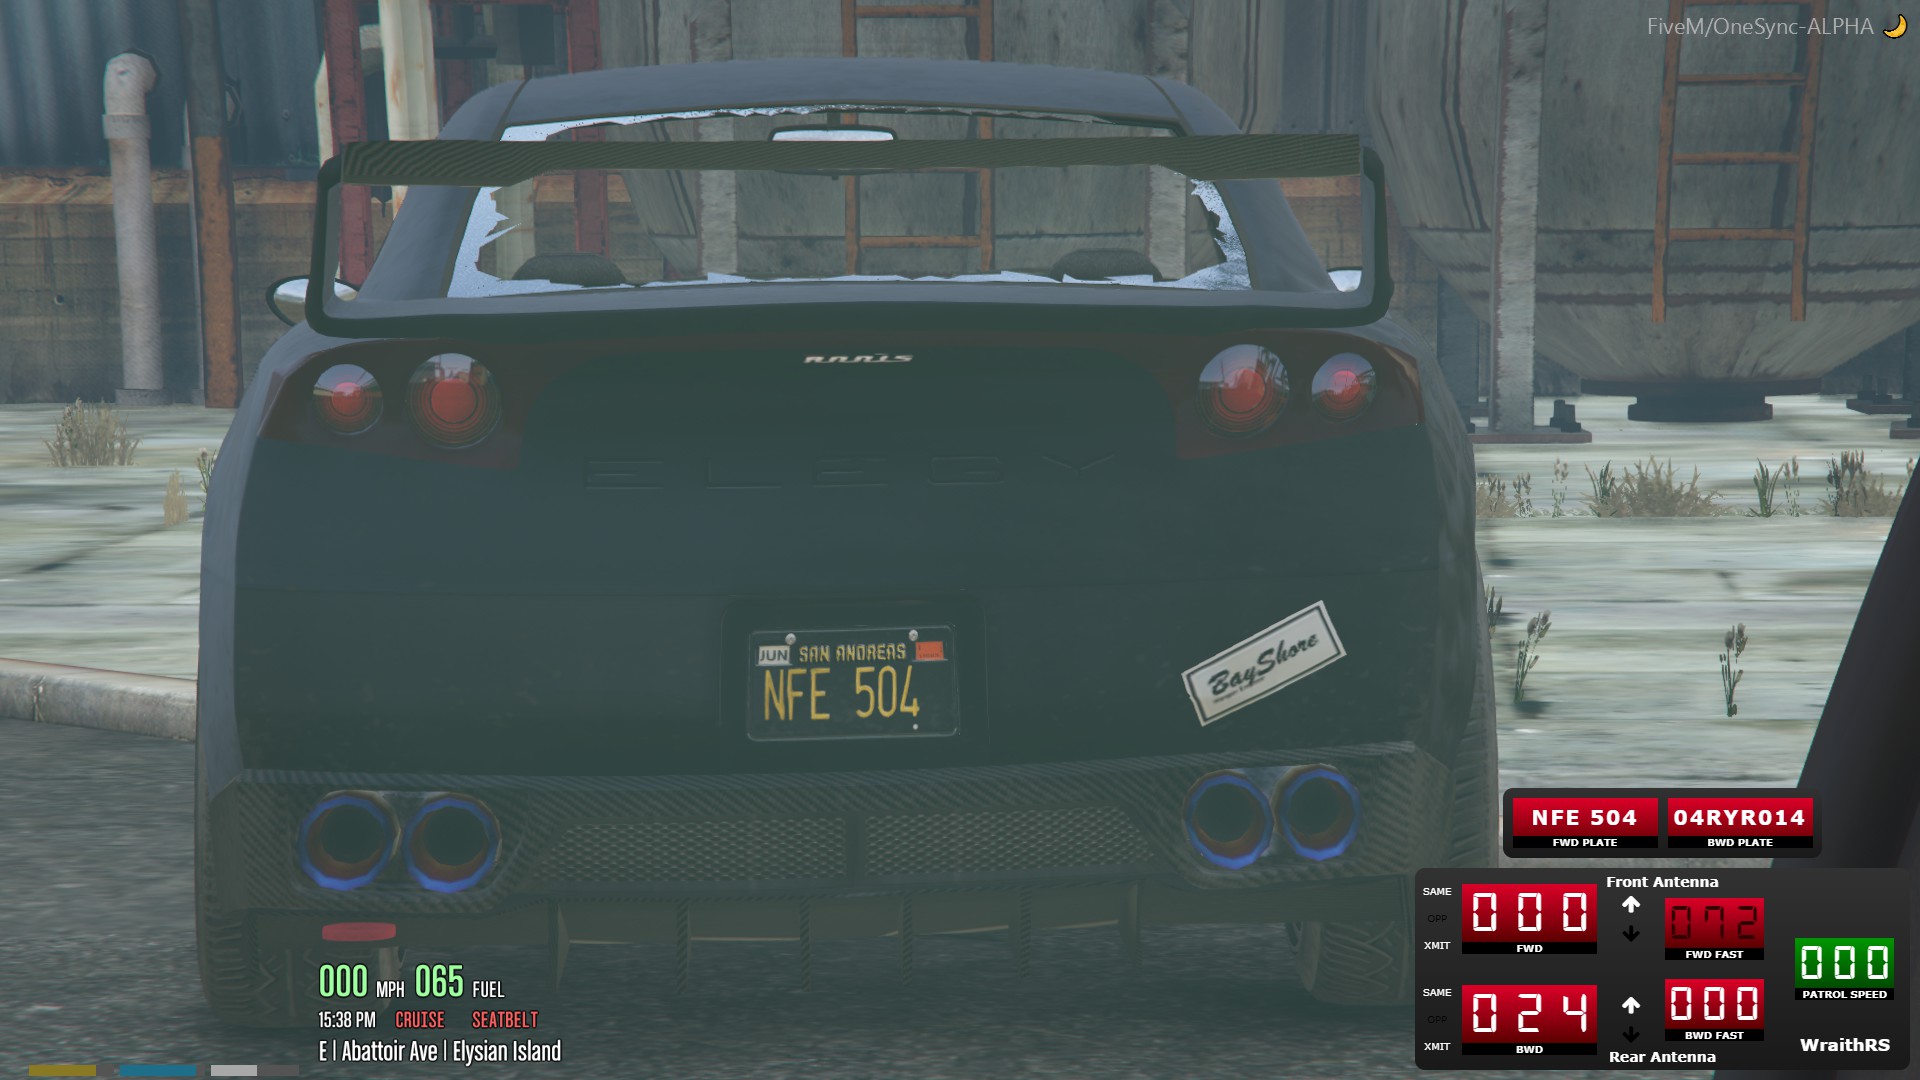 FiveM/OneSync-ALPHA
ANNIS
ELEGY
JUN SAN ANDREAS
NFE 504
BayShore
NFE 504 04RYR014
FWD PLATE BWD PLATE
Front Antenna
SAME
OPP
XMIT
000
FWD
072
FWD FAST
000
PATROL SPEED
SAME
OPP
XMIT
024
BWD
000
BWD FAST
Rear Antenna
WraithRS
000 MPH 065 FUEL
15:38 PM CRUISE SEATBELT
E | Abattoir Ave | Elysian Island